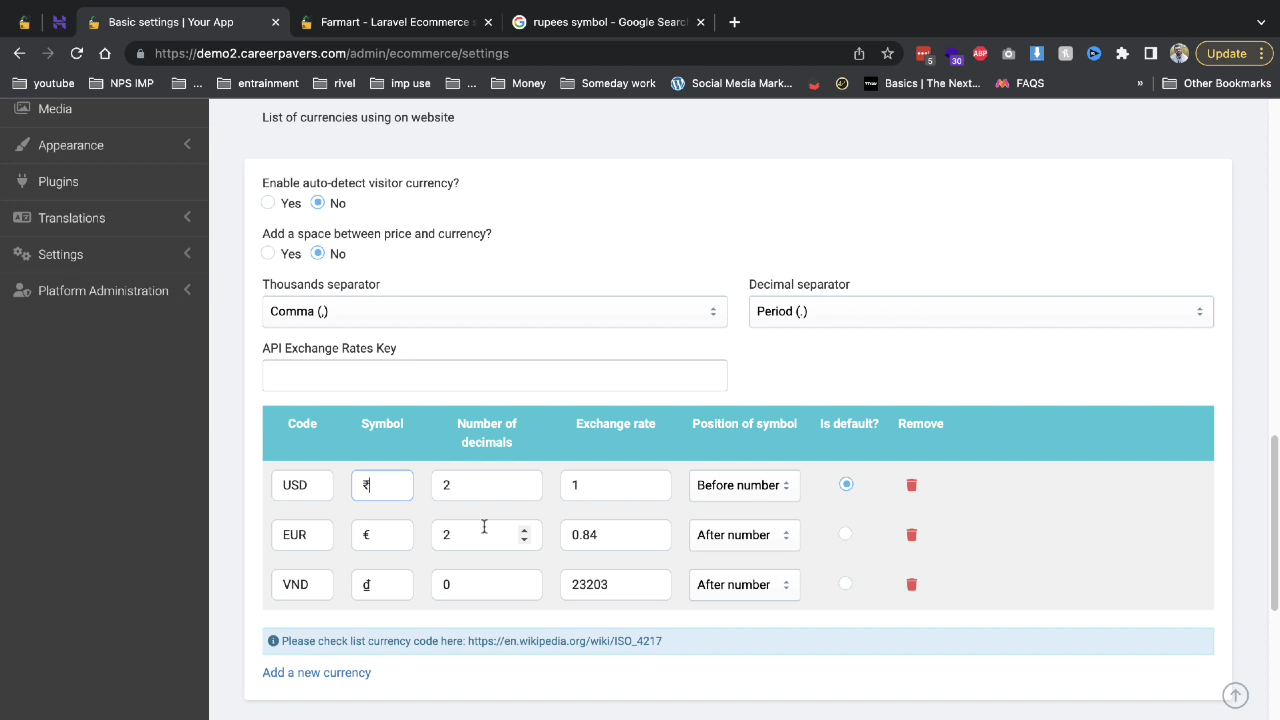 Basic settings | Your App
Farmart - Laravel Ecommerce s
rupees symbol - Google Search
https://demo2.careerpavers.com/admin/ecommerce/settings
5
30
ABP
Update
youtube
NPS IMP
...
entrainment
rivel
Imp use
...
Money
Someday work
Social Media Mark...
Basics | The Next...
FAQS
»
Other Bookmarks
Media
Appearance
Plugins
Translations
Settings
Platform Administration
List of currencies using on website
Enable auto-detect visitor currency?
Yes No
Add a space between price and currency?
Yes No
Thousands separator Decimal separator
Comma (,) Period (.)
API Exchange Rates Key
Code Symbol Number of decimals Exchange rate Position of symbol Is default? Remove
USD ₹ 2 1 Before number
EUR € 2 0.84 After number
VND ₫ 0 23203 After number
Please check list currency code here: https://en.wikipedia.org/wiki/ISO_4217
Add a new currency